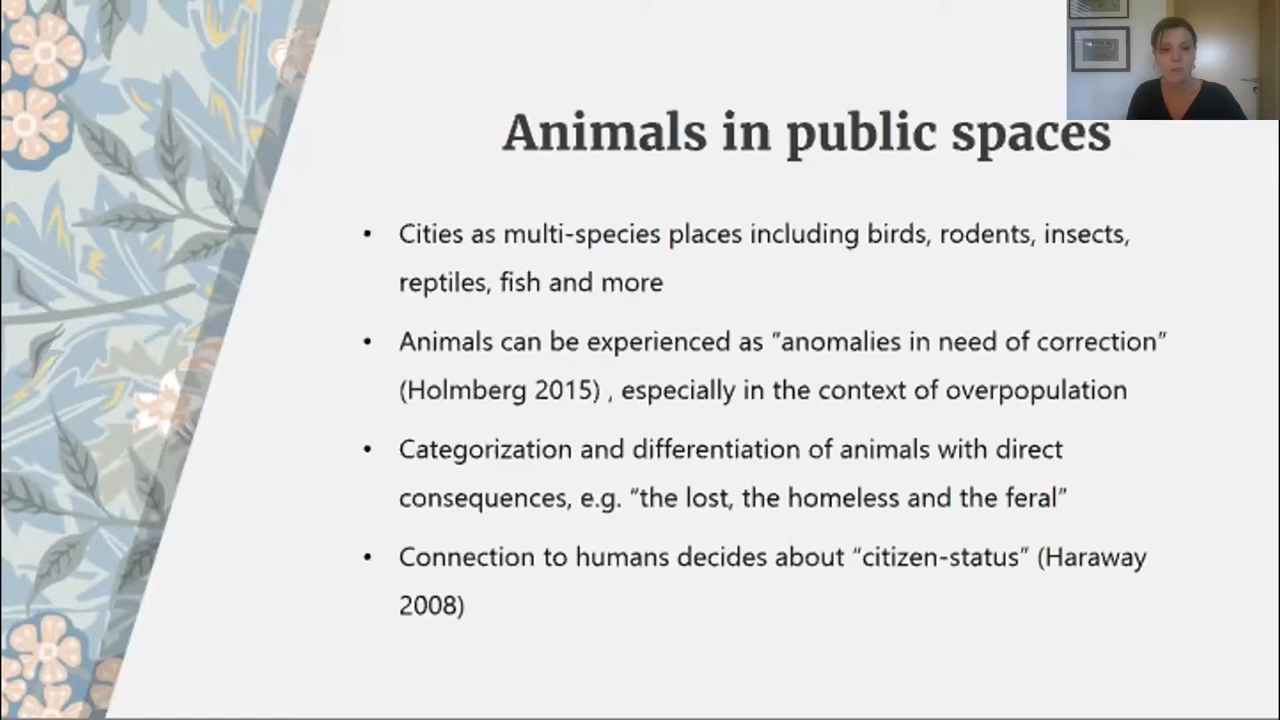 Animals in public spaces
• Cities as multi-species places including birds, rodents, insects,
reptiles, fish and more
• Animals can be experienced as “anomalies in need of correction”
(Holmberg 2015) , especially in the context of overpopulation
• Categorization and differentiation of animals with direct
consequences, e.g. “the lost, the homeless and the feral”
• Connection to humans decides about “citizen-status” (Haraway
2008)